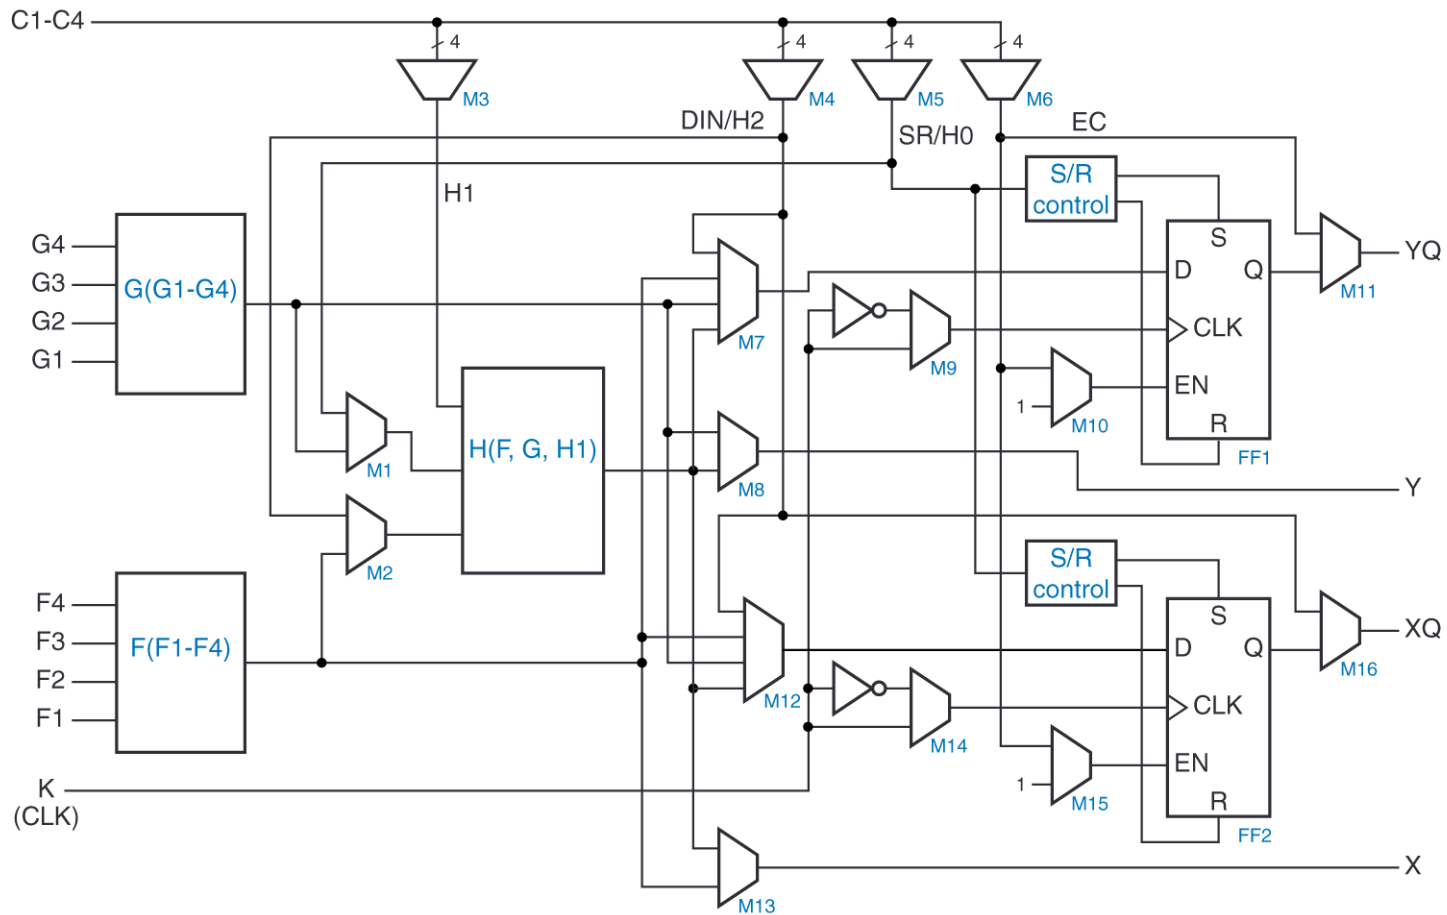 C1-C4
4
4
4
4
M3
M4
M5
M6
DIN/H2
SR/H0
EC
H1
S/R
control
G4
G3
G2
G1
G(G1-G4)
S
D
Q
YQ
M11
M7
CLK
M9
EN
1
M10
R
FF1
H(F, G, H1)
M1
M8
Y
M2
S/R
control
F4
F3
F2
F1
F(F1-F4)
S
D
Q
XQ
M16
M12
CLK
M14
EN
1
M15
R
FF2
K
(CLK)
X
M13